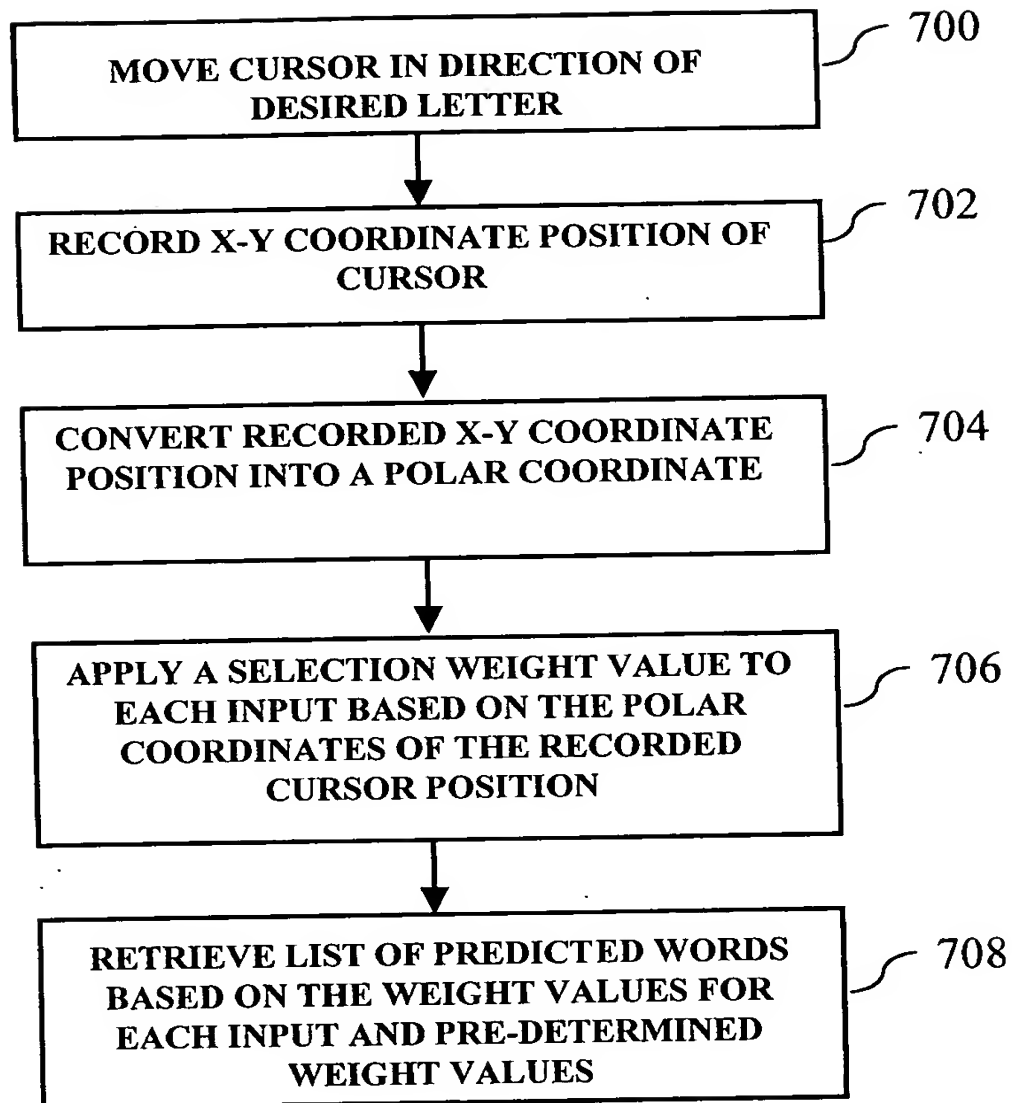 700
MOVE CURSOR IN DIRECTION OF
DESIRED LETTER
702
RECORD X-Y COORDINATE POSITION OF
CURSOR
704
CONVERT RECORDED X-Y COORDINATE
POSITION INTO A POLAR COORDINATE
706
APPLY A SELECTION WEIGHT VALUE TO
EACH INPUT BASED ON THE POLAR
COORDINATES OF THE RECORDED
CURSOR POSITION
708
RETRIEVE LIST OF PREDICTED WORDS
BASED ON THE WEIGHT VALUES FOR
EACH INPUT AND PRE-DETERMINED
WEIGHT VALUES